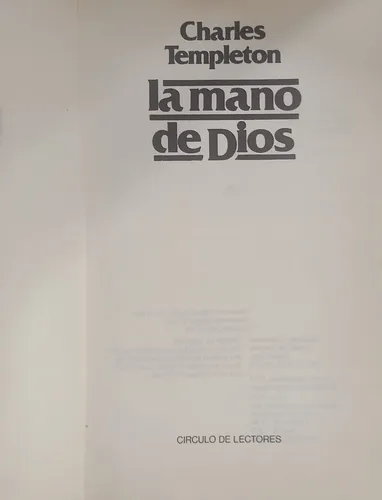 Charles
Templeton
la mano
de Dios
CIRCULO DE LECTORES